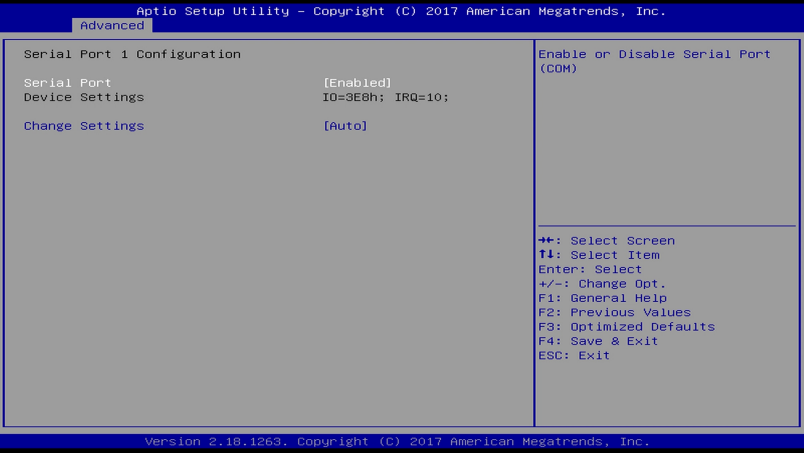 Aptio Setup Utility – Copyright (C) 2017 American Megatrends, Inc.
Advanced
Serial Port 1 Configuration
Serial Port [Enabled]
Device Settings IO=3E8h; IRQ=10;
Change Settings [Auto]
Enable or Disable Serial Port
(COM)
→←: Select Screen
↑↓: Select Item
Enter: Select
+/-: Change Opt.
F1: General Help
F2: Previous Values
F3: Optimized Defaults
F4: Save & Exit
ESC: Exit
Version 2.18.1263. Copyright (C) 2017 American Megatrends, Inc.